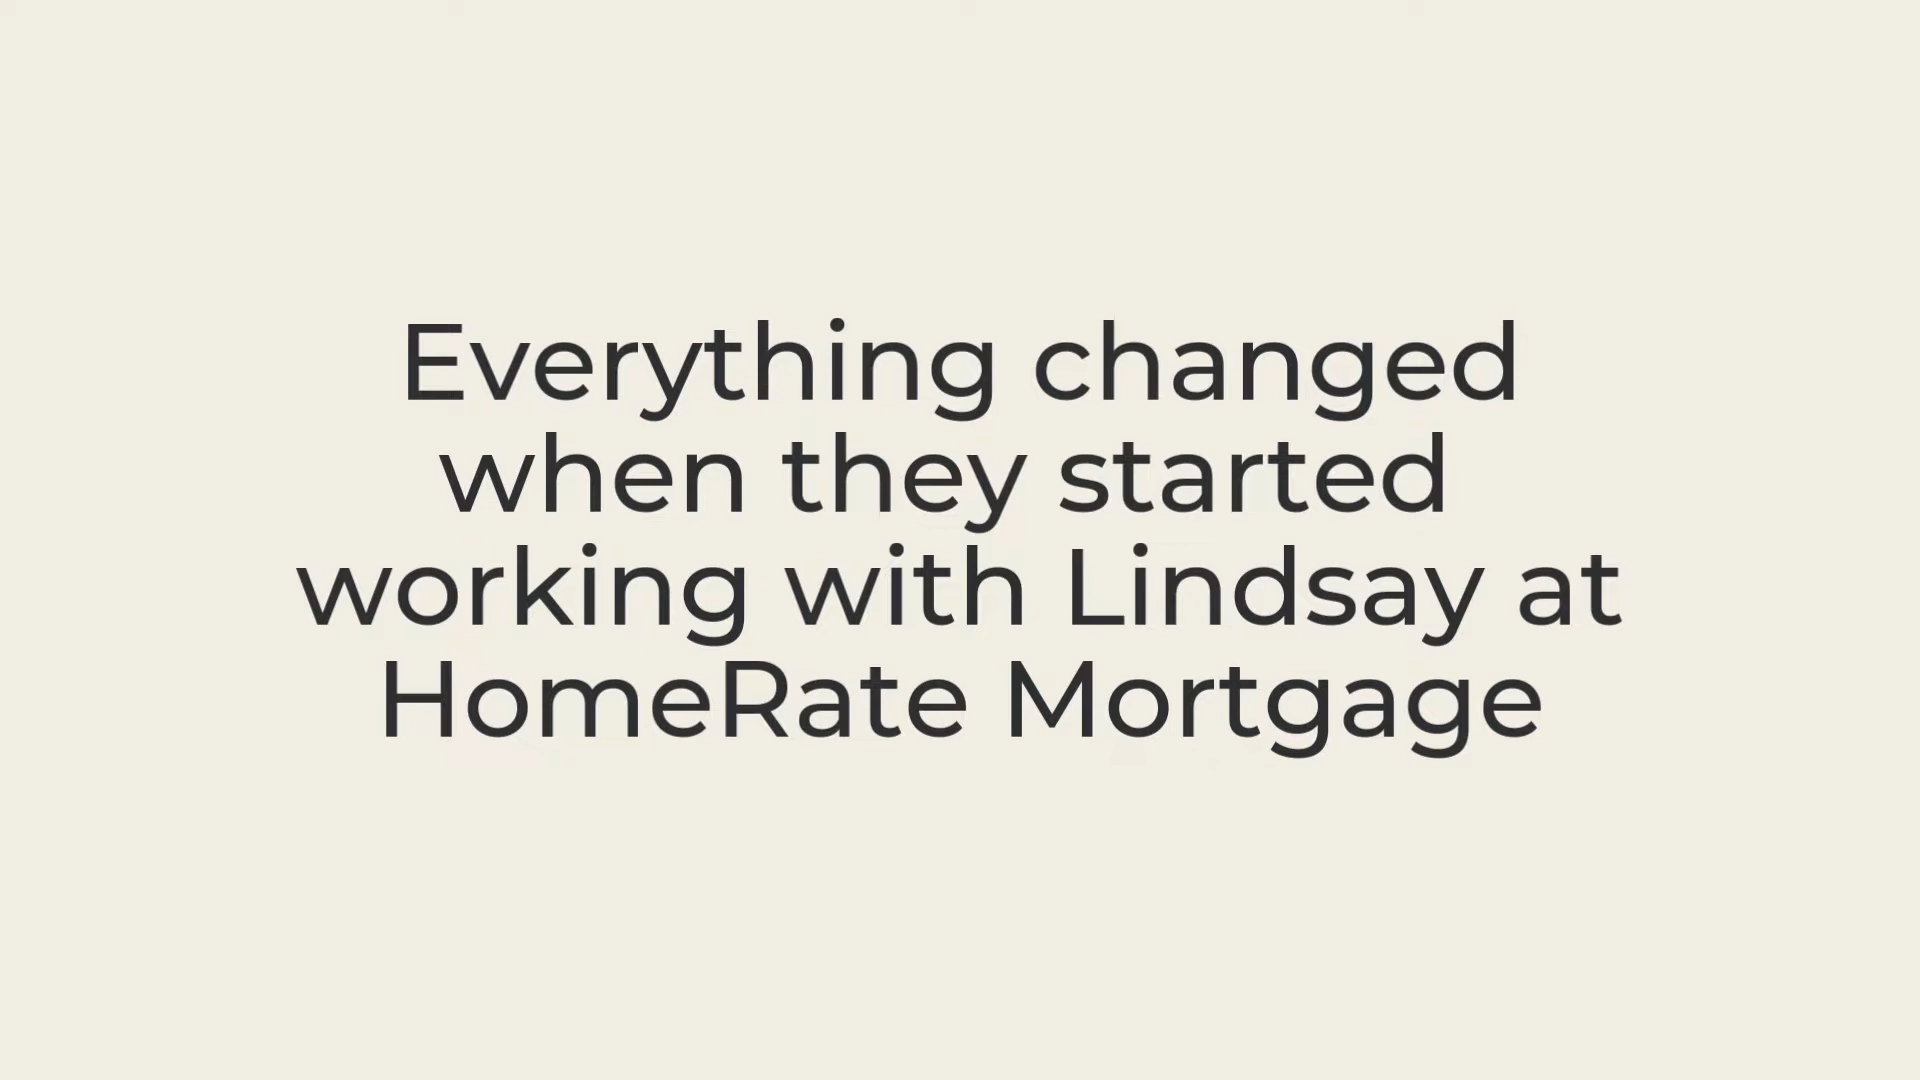 Everything changed
when they started
working with Lindsay at
HomeRate Mortgage